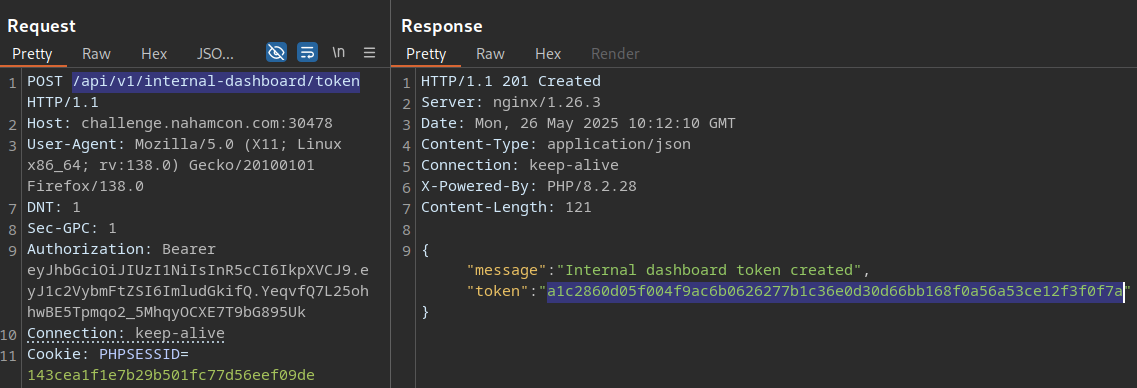 Request
Pretty Raw Hex JSO... \n
1 POST /api/v1/internal-dashboard/token
HTTP/1.1
2 Host: challenge.nahamcon.com:30478
3 User-Agent: Mozilla/5.0 (X11; Linux
x86_64; rv:138.0) Gecko/20100101
Firefox/138.0
7 DNT: 1
8 Sec-GPC: 1
9 Authorization: Bearer
eyJhbGciOiJIUzI1NiIsInR5cCI6IkpXVCJ9.e
yJ1c2VybmFtZSI6ImludGkifQ.YeqvfQ7L25oh
hwBE5Tpmqo2_5MhqyOCXE7T9bG895Uk
10 Connection: keep-alive
11 Cookie: PHPSESSID=
143cea1f1e7b29b501fc77d56eef09de
Response
Pretty Raw Hex Render
1 HTTP/1.1 201 Created
2 Server: nginx/1.26.3
3 Date: Mon, 26 May 2025 10:12:10 GMT
4 Content-Type: application/json
5 Connection: keep-alive
6 X-Powered-By: PHP/8.2.28
7 Content-Length: 121
8
9 {
"message":"Internal dashboard token created",
"token":"a1c2860d05f004f9ac6b0626277b1c36e0d30d66bb168f0a56a53ce12f3f0f7a"
}